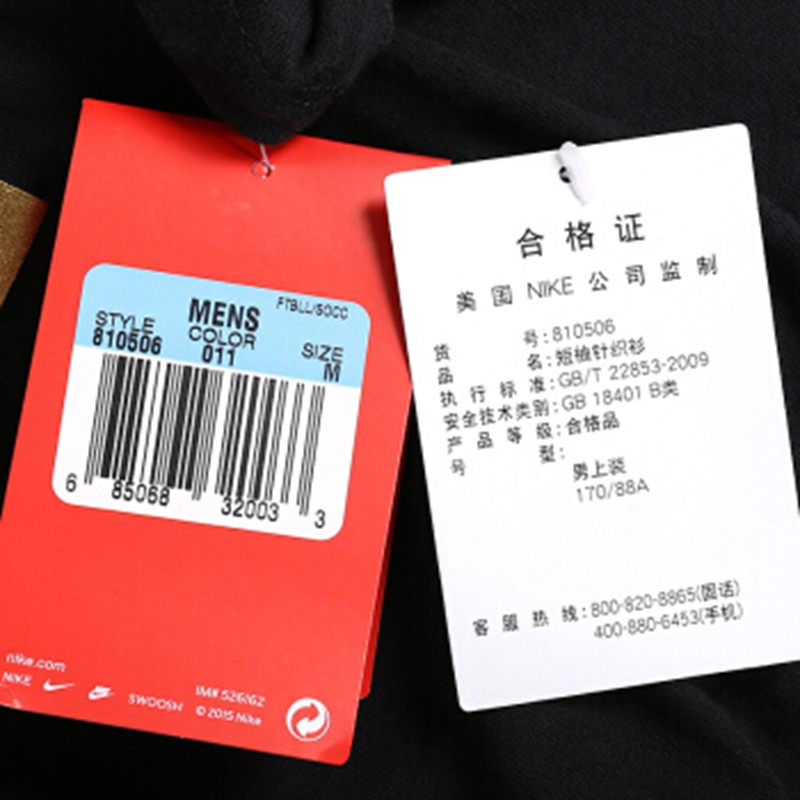 FTBLL/SOCC
MENS
STYLE COLOR SIZE
810506 011 M
6 85068 32003 3
nike.com
NIKE SWOOSH
IM# 526162
© 2015 Nike
合格证
美国 NIKE 公司监制
货号:810506
品名:短袖针织衫
执行标准:GB/T 22853-2009
安全技术类别:GB 18401 B类
产品等级:合格品
号型:
男上装
170/88A
客服热线:800-820-8865(固话)
400-880-6453(手机)